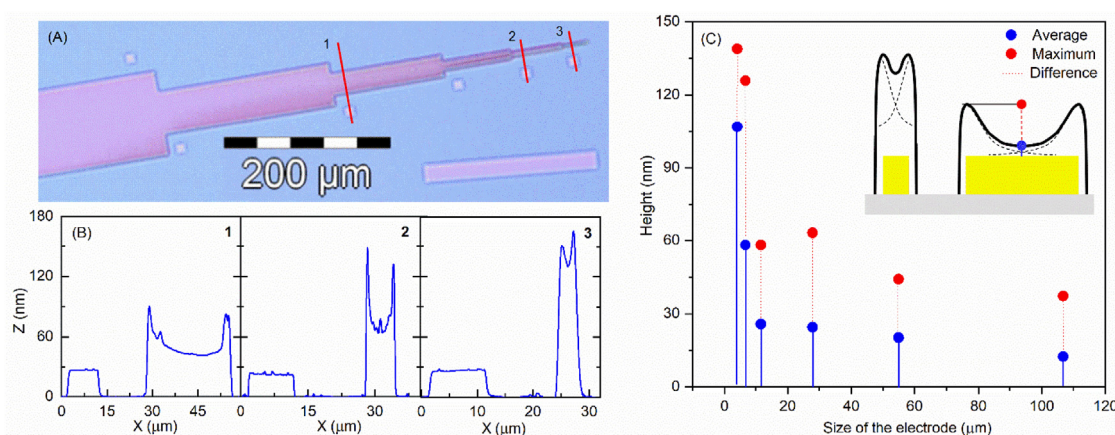 (A)
1
2
3
200 µm
(B)
1
2
3
Z (nm)
180
120
60
0
0
30
45
X (µm)
0
15
30
X (µm)
0
10
20
30
X (µm)
(C)
Average
Maximum
Difference
Height (nm)
150
120
90
60
30
0
0
20
40
60
80
100
120
Size of the electrode (µm)